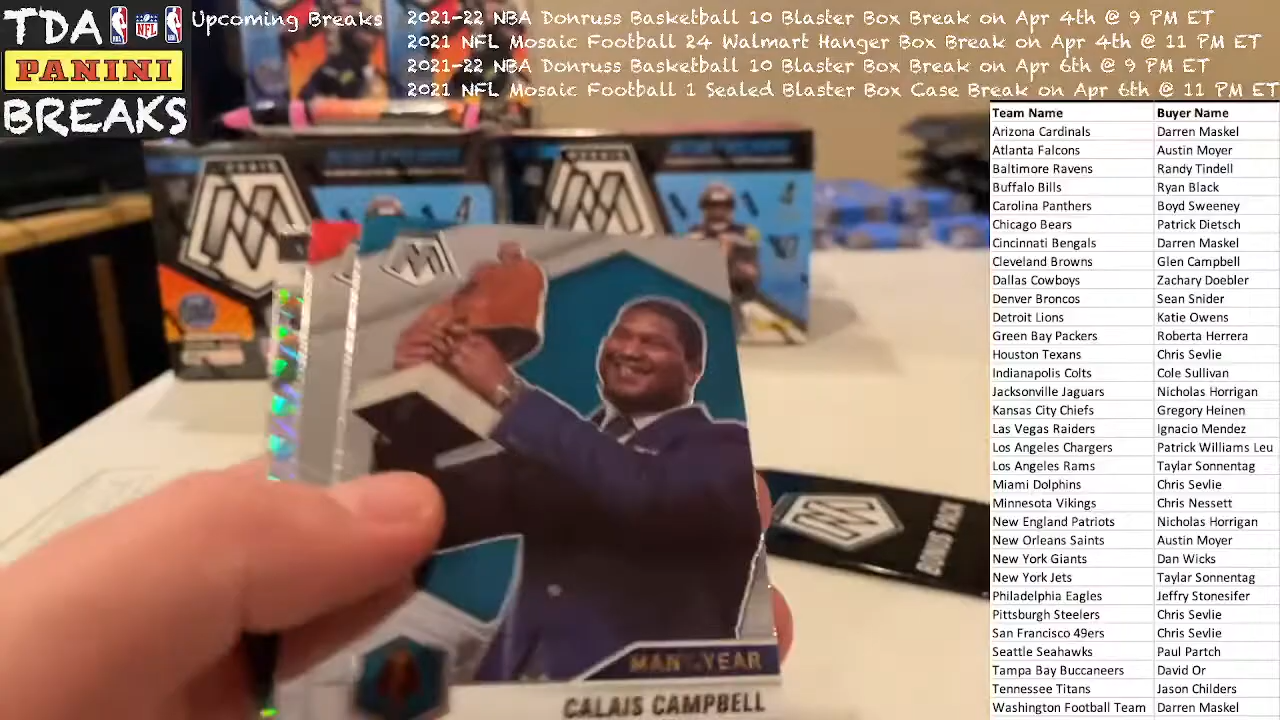 TDA
PANINI
BREAKS
Upcoming Breaks
2021-22 NBA Donruss Basketball 10 Blaster Box Break on Apr 4th @ 9 PM ET
2021 NFL Mosaic Football 24 Walmart Hanger Box Break on Apr 4th @ 11 PM ET
2021-22 NBA Donruss Basketball 10 Blaster Box Break on Apr 6th @ 9 PM ET
2021 NFL Mosaic Football 1 Sealed Blaster Box Case Break on Apr 6th @ 11 PM ET
Team Name Buyer Name
Arizona Cardinals Darren Maskel
Atlanta Falcons Austin Moyer
Baltimore Ravens Randy Tindell
Buffalo Bills Ryan Black
Carolina Panthers Boyd Sweeney
Chicago Bears Patrick Dietsch
Cincinnati Bengals Darren Maskel
Cleveland Browns Glen Campbell
Dallas Cowboys Zachary Doebler
Denver Broncos Sean Snider
Detroit Lions Katie Owens
Green Bay Packers Roberta Herrera
Houston Texans Chris Sevlie
Indianapolis Colts Cole Sullivan
Jacksonville Jaguars Nicholas Horrigan
Kansas City Chiefs Gregory Heinen
Las Vegas Raiders Ignacio Mendez
Los Angeles Chargers Patrick Williams Leu
Los Angeles Rams Taylar Sonnentag
Miami Dolphins Chris Sevlie
Minnesota Vikings Chris Nessett
New England Patriots Nicholas Horrigan
New Orleans Saints Austin Moyer
New York Giants Dan Wicks
New York Jets Taylar Sonnentag
Philadelphia Eagles Jeffry Stonesifer
Pittsburgh Steelers Chris Sevlie
San Francisco 49ers Chris Sevlie
Seattle Seahawks Paul Partch
Tampa Bay Buccaneers David Or
Tennessee Titans Jason Childers
Washington Football Team Darren Maskel
BONUS PACK
MAN YEAR
CALAIS CAMPBELL